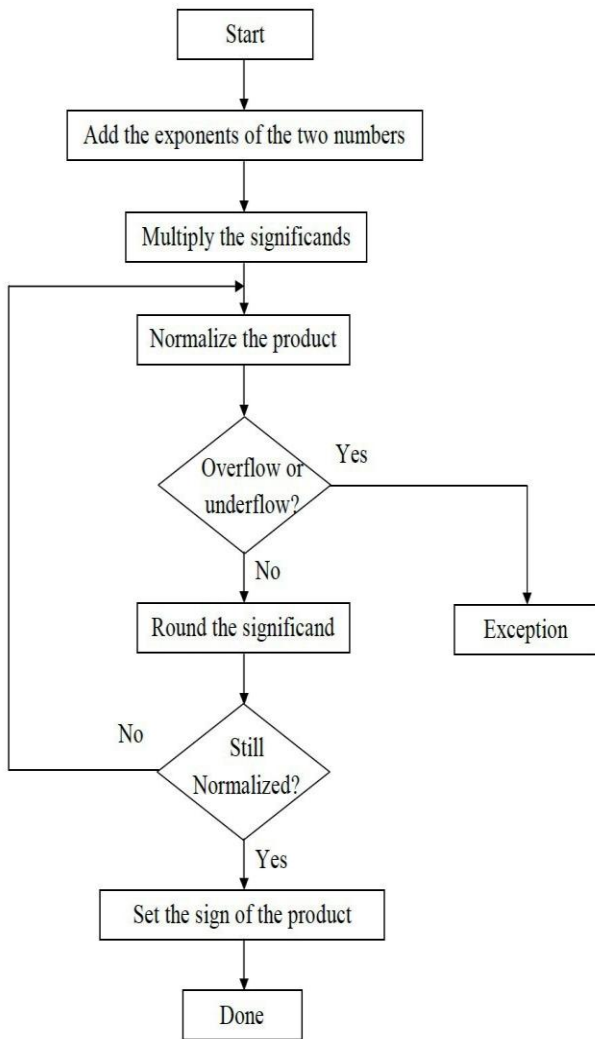 Start
Add the exponents of the two numbers
Multiply the significands
Normalize the product
Overflow or
underflow?
Yes
No
Round the significand
Exception
Still
Normalized?
No
Yes
Set the sign of the product
Done